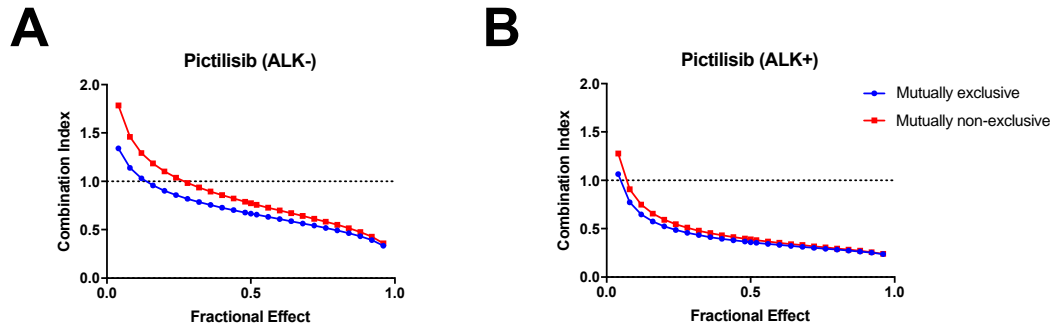 A
Pictilisib (ALK-)
Combination Index
2.0
1.5
1.0
0.5
0.0
0.0
0.5
1.0
Fractional Effect
B
Pictilisib (ALK+)
Combination Index
2.0
1.5
1.0
0.5
0.0
0.0
0.5
1.0
Fractional Effect
Mutually exclusive
Mutually non-exclusive